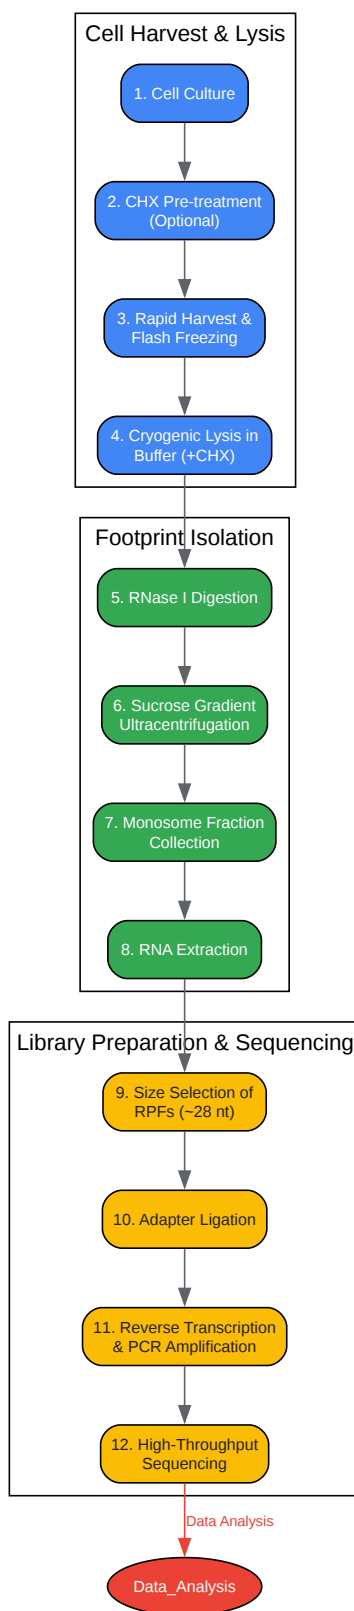 Cell Harvest & Lysis
1. Cell Culture
2. CHX Pre-treatment
(Optional)
3. Rapid Harvest &
Flash Freezing
4. Cryogenic Lysis in
Buffer (+CHX)
Footprint Isolation
5. RNase I Digestion
6. Sucrose Gradient
Ultracentrifugation
7. Monosome Fraction
Collection
8. RNA Extraction
Library Preparation & Sequencing
9. Size Selection of
RPFs (~28 nt)
10. Adapter Ligation
11. Reverse Transcription
& PCR Amplification
12. High-Throughput
Sequencing
Data Analysis
Data_Analysis